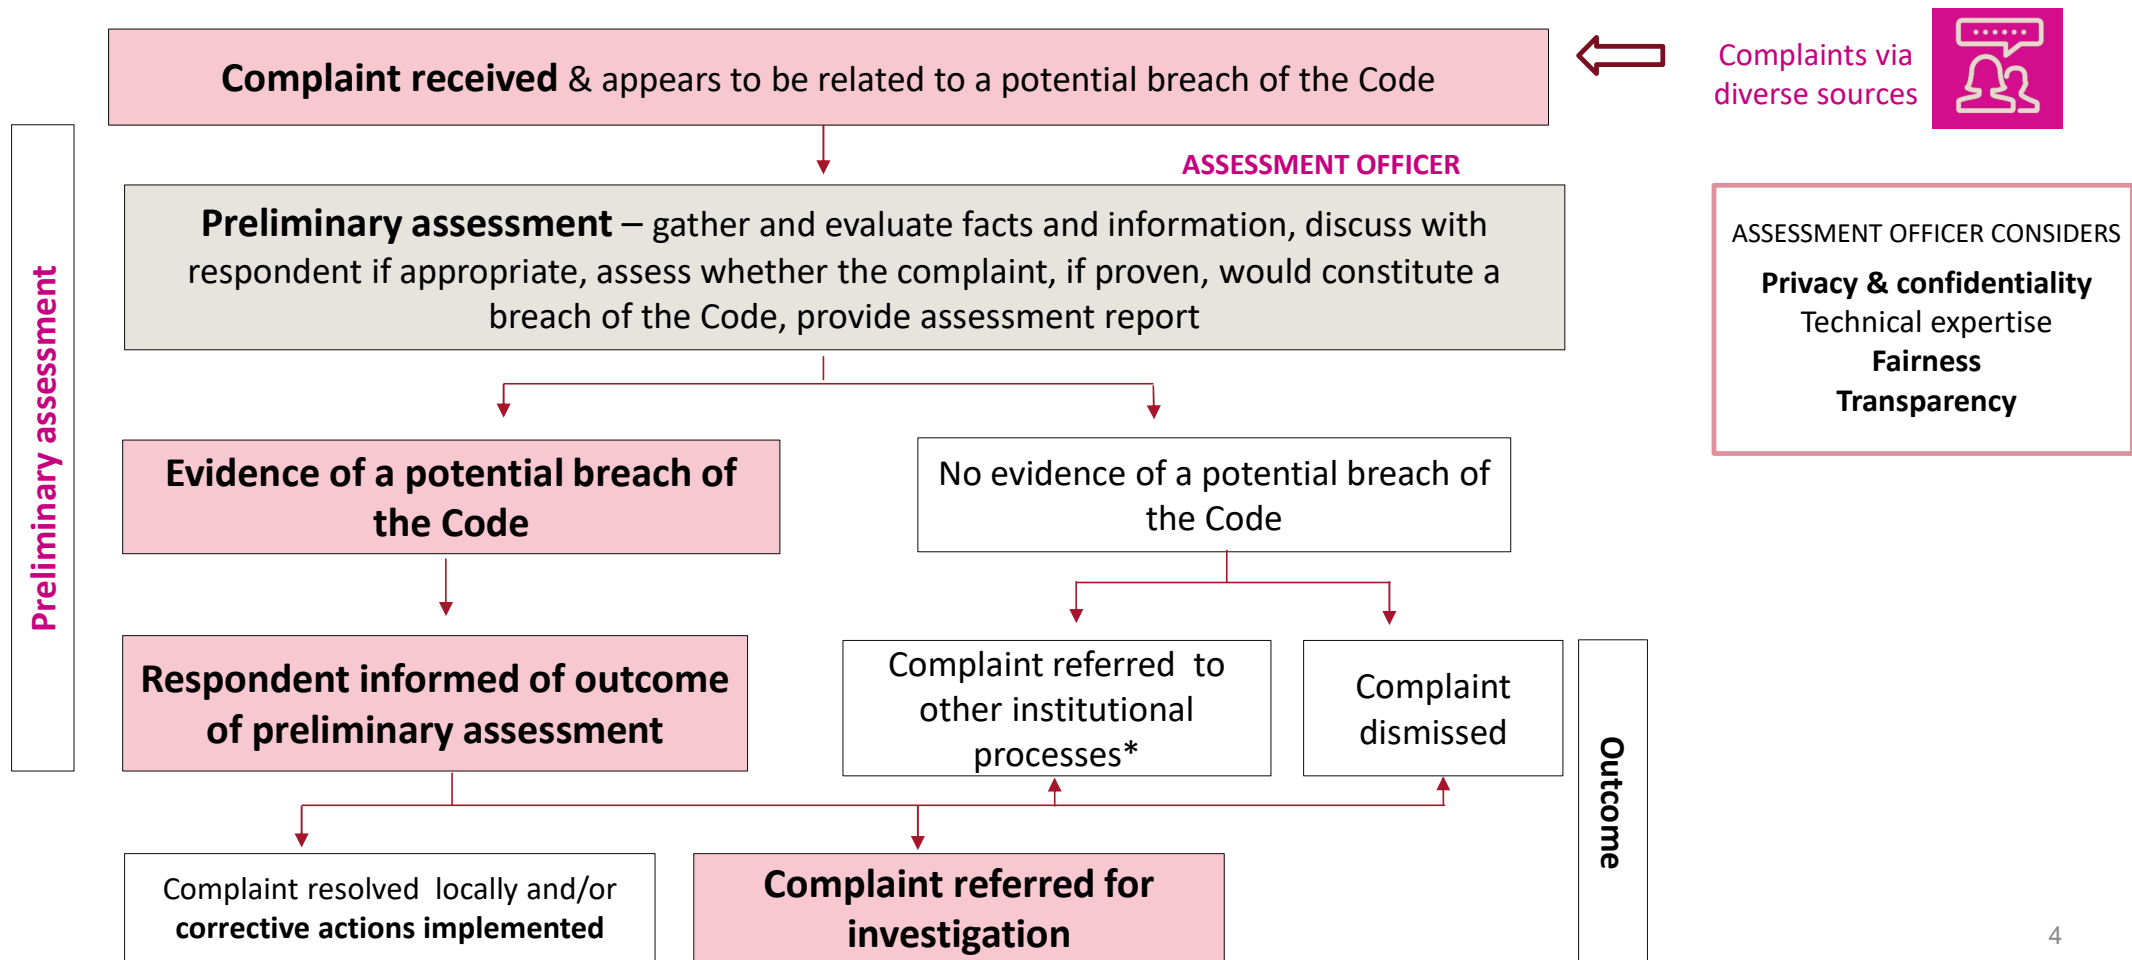 Complaint received & appears to be related to a potential breach of the Code
Complaints via
diverse sources
ASSESSMENT OFFICER
Preliminary assessment
Preliminary assessment – gather and evaluate facts and information, discuss with
respondent if appropriate, assess whether the complaint, if proven, would constitute a
breach of the Code, provide assessment report
ASSESSMENT OFFICER CONSIDERS
Privacy & confidentiality
Technical expertise
Fairness
Transparency
Evidence of a potential breach of
the Code
No evidence of a potential breach of
the Code
Respondent informed of outcome
of preliminary assessment
Complaint referred  to
other institutional
processes*
Complaint
dismissed
Outcome
Complaint resolved  locally and/or
corrective actions implemented
Complaint referred for
investigation
4